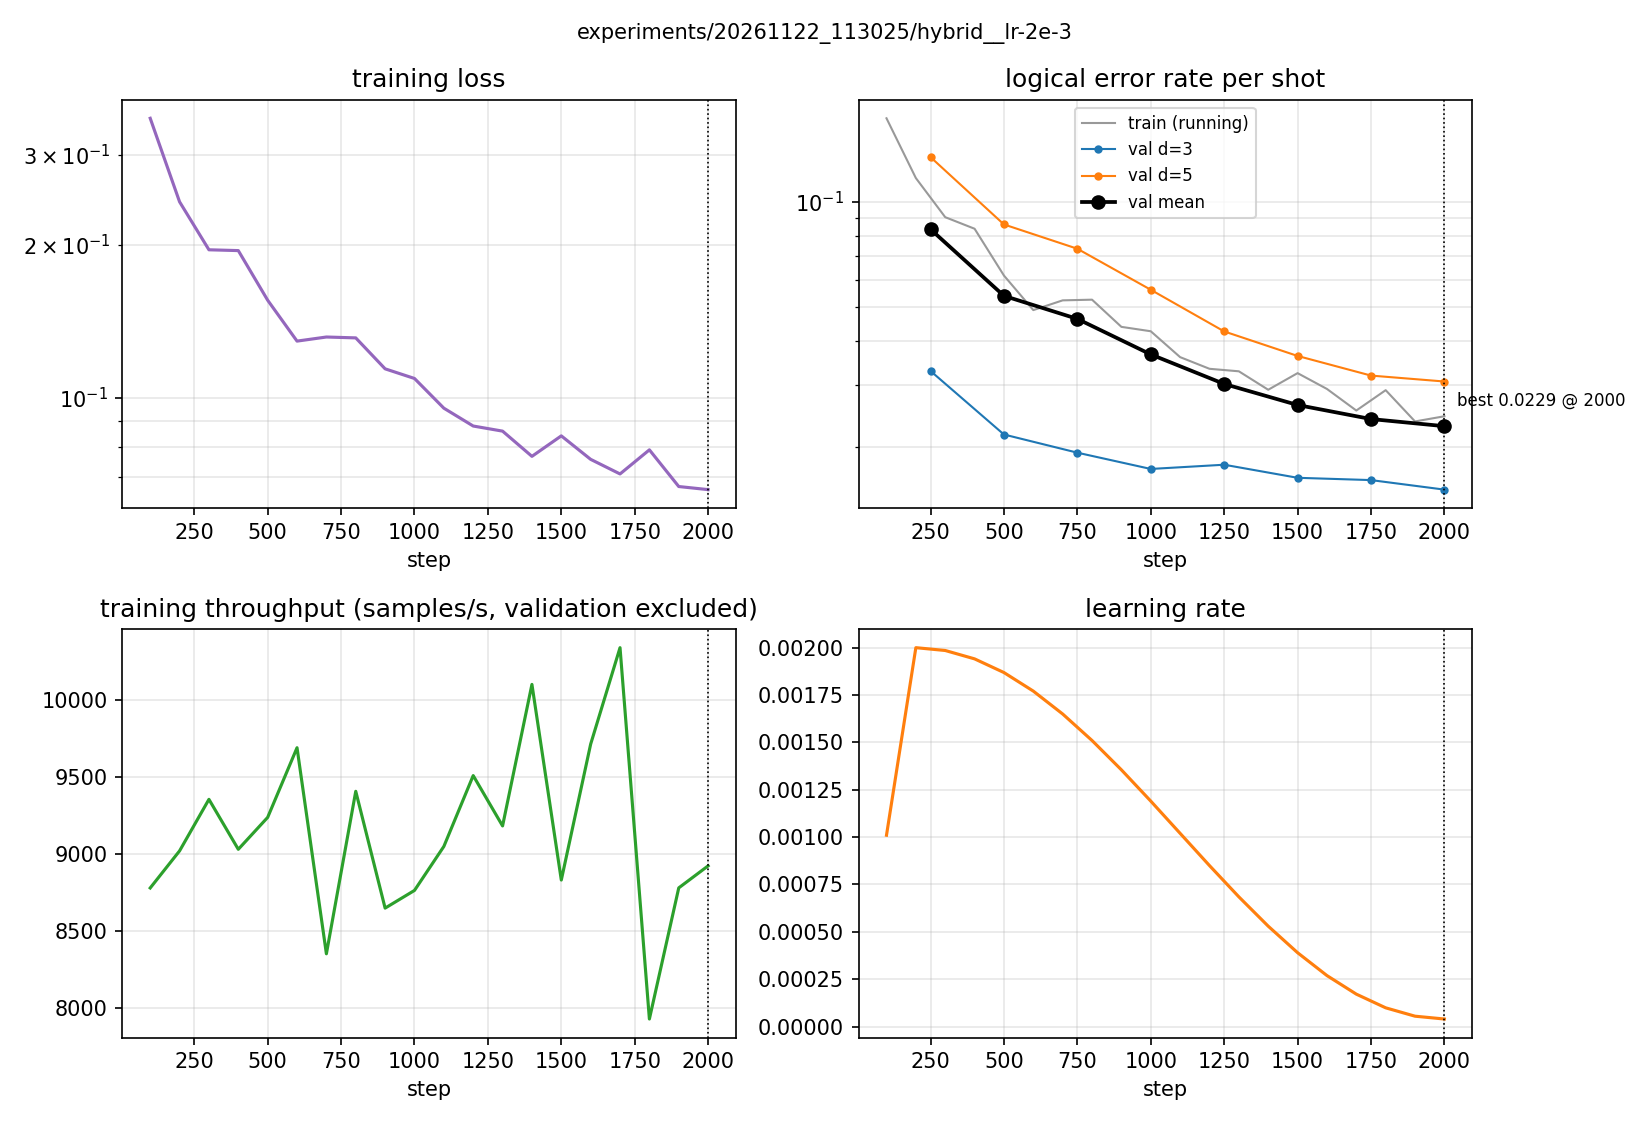 experiments/20261122_113025/hybrid__lr-2e-3
training loss
3 × 10⁻¹
2 × 10⁻¹
10⁻¹
250 500 750 1000 1250 1500 1750 2000
step
logical error rate per shot
train (running)
val d=3
val d=5
val mean
10⁻¹
best 0.0229 @ 2000
250 500 750 1000 1250 1500 1750 2000
step
training throughput (samples/s, validation excluded)
10000
9500
9000
8500
8000
250 500 750 1000 1250 1500 1750 2000
step
learning rate
0.00200
0.00175
0.00150
0.00125
0.00100
0.00075
0.00050
0.00025
0.00000
250 500 750 1000 1250 1500 1750 2000
step